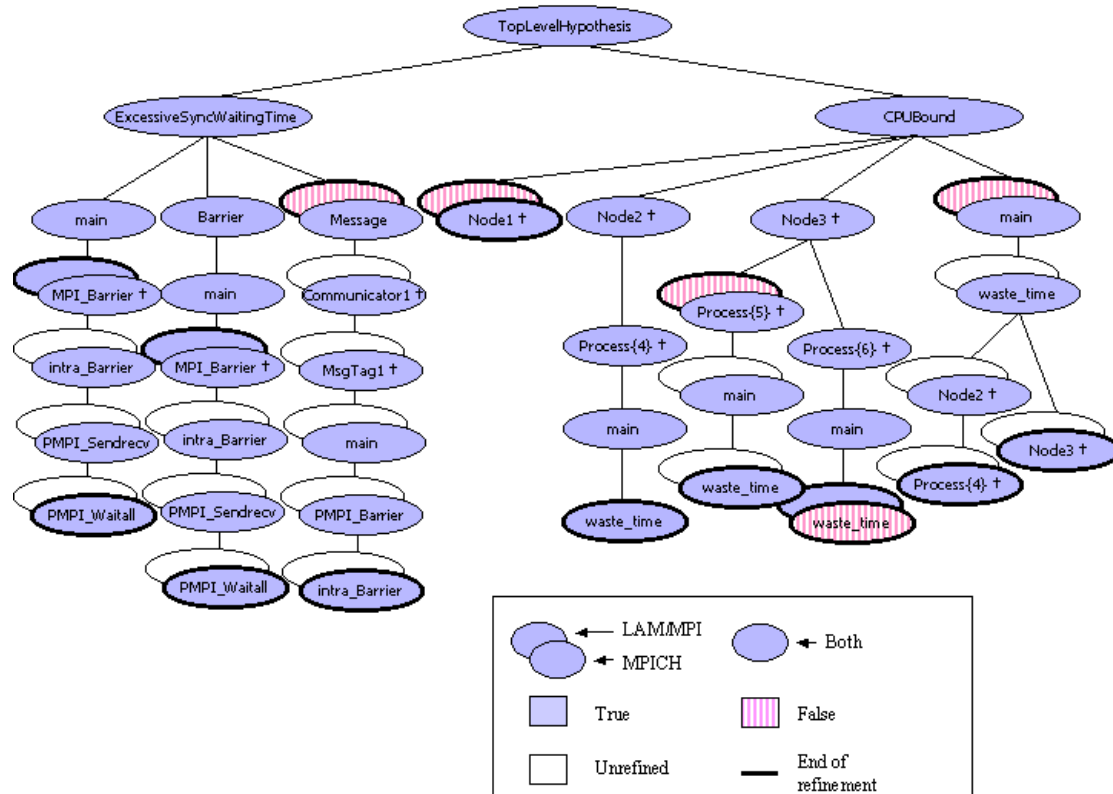 TopLevelHypothesis
ExcessiveSyncWaitingTime
CPUBound
main
Barrier
Message
Node1 †
Node2 †
Node3 †
main
MPI_Barrier †
main
Communicator1 †
Process{5} †
waste_time
intra_Barrier
MPI_Barrier †
MsgTag1 †
Process{4} †
Process{6} †
main
Node2 †
PMPI_Sendrecv
intra_Barrier
main
main
main
Node3 †
PMPI_Waitall
PMPI_Sendrecv
PMPI_Barrier
waste_time
waste_time
waste_time
Process{4} †
PMPI_Waitall
intra_Barrier
LAM/MPI
MPICH
Both
True
False
Unrefined
End of
refinement